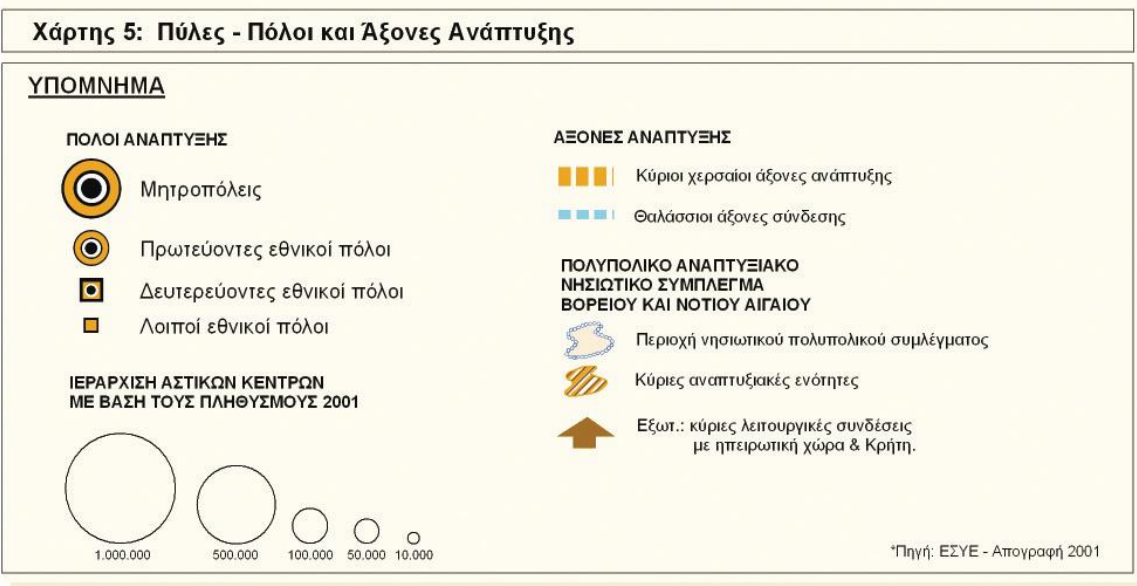 Χάρτης 5: Πύλες - Πόλοι και Άξονες Ανάπτυξης
ΥΠΟΜΝΗΜΑ
ΠΟΛΟΙ ΑΝΑΠΤΥΞΗΣ
Μητροπόλεις
Πρωτεύοντες εθνικοί πόλοι
Δευτερεύοντες εθνικοί πόλοι
Λοιποί εθνικοί πόλοι
ΙΕΡΑΡΧΙΣΗ ΑΣΤΙΚΩΝ ΚΕΝΤΡΩΝ
ΜΕ ΒΑΣΗ ΤΟΥΣ ΠΛΗΘΥΣΜΟΥΣ 2001
1.000.000 500.000 100.000 50.000 10.000
ΑΞΟΝΕΣ ΑΝΑΠΤΥΞΗΣ
Κύριοι χερσαίοι άξονες ανάπτυξης
Θαλάσσιοι άξονες σύνδεσης
ΠΟΛΥΠΟΛΙΚΟ ΑΝΑΠΤΥΞΙΑΚΟ
ΝΗΣΙΩΤΙΚΟ ΣΥΜΠΛΕΓΜΑ
ΒΟΡΕΙΟΥ ΚΑΙ ΝΟΤΙΟΥ ΑΙΓΑΙΟΥ
Περιοχή νησιωτικού πολυπολικού συμλέγματος
Κύριες αναπτυξιακές ενότητες
Εξωτ.: κύριες λειτουργικές συνδέσεις
με ηπειρωτική χώρα & Κρήτη.
*Πηγή: ΕΣΥΕ - Απογραφή 2001